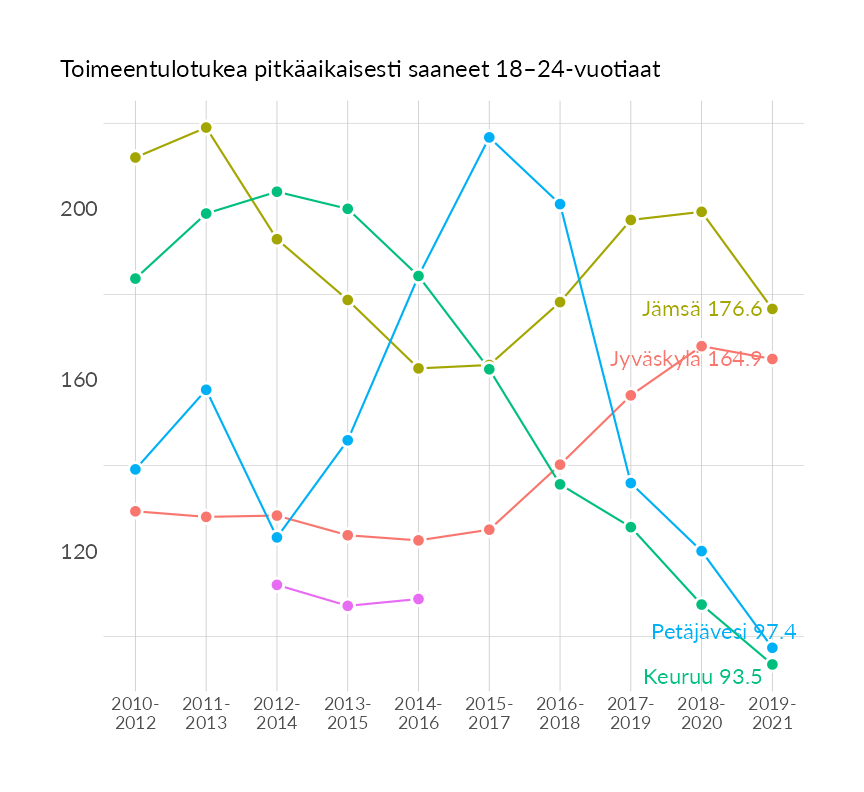 Toimeentulotukea pitkäaikaisesti saaneet 18–24-vuotiaat
200
160
120
Jämsä 176.6
Jyväskylä 164.9
Petäjävesi 97.4
Keuruu 93.5
2010- 2011- 2012- 2013- 2014- 2015- 2016- 2017- 2018- 2019-
2012 2013 2014 2015 2016 2017 2018 2019 2020 2021